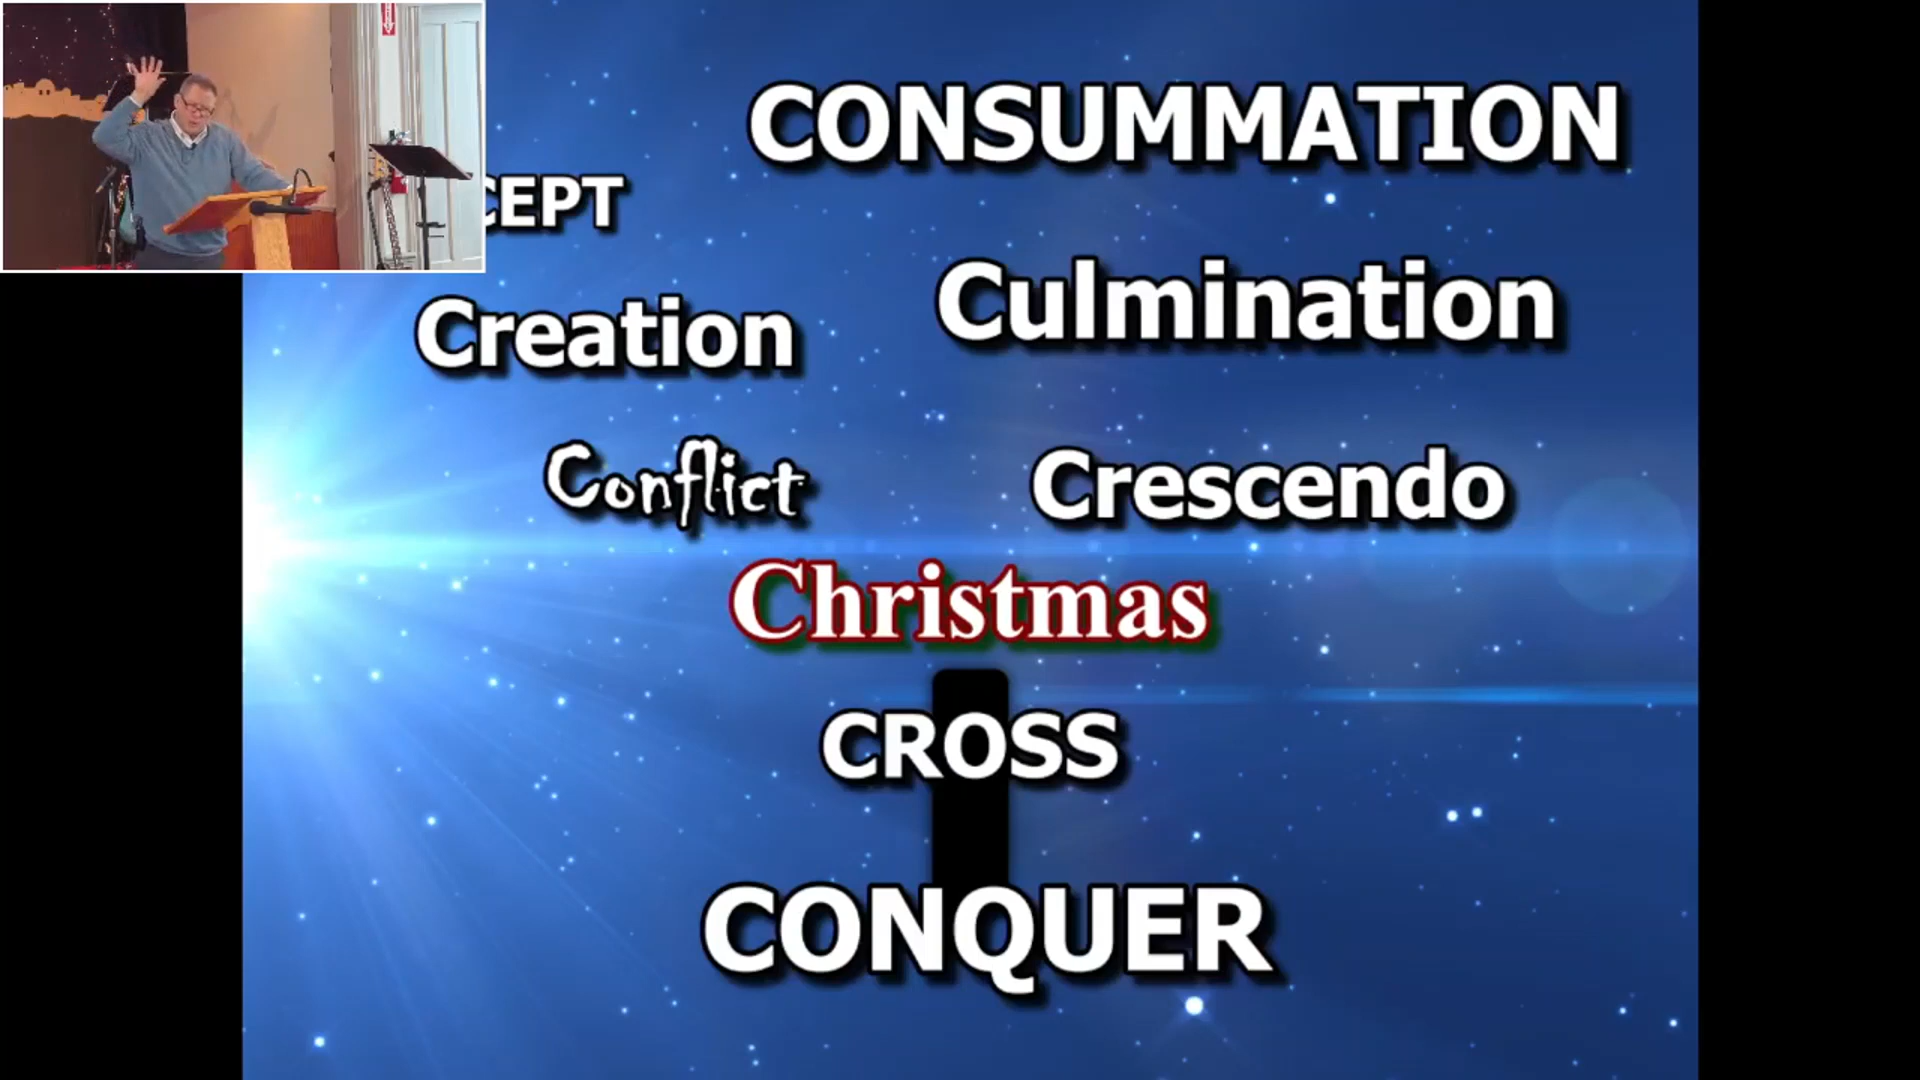 CONSUMMATION
CEPT
Culmination
Creation
Conflict
Crescendo
Christmas
CROSS
CONQUER